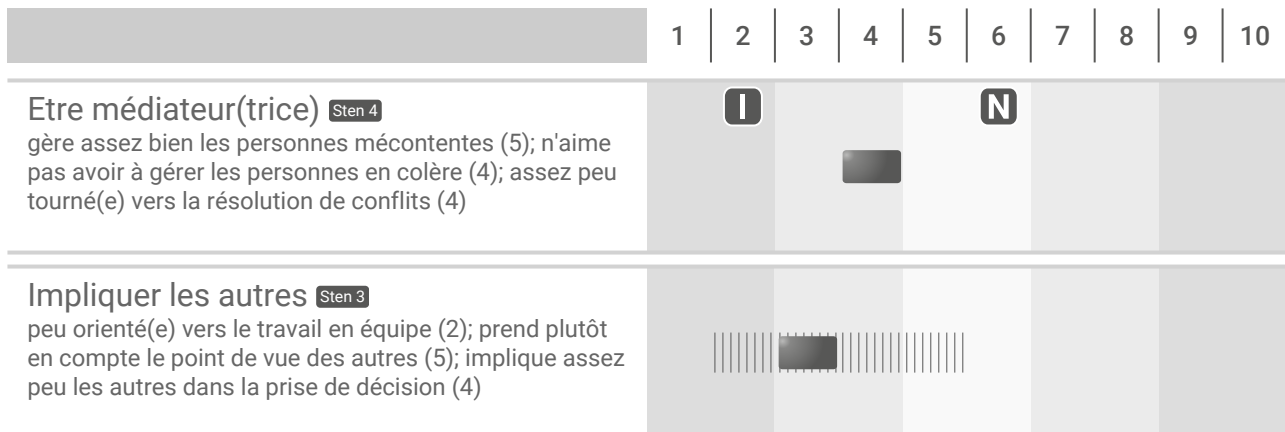 1 2 3 4 5 6 7 8 9 10
Etre médiateur(trice) Sten 4
I N
gère assez bien les personnes mécontentes (5); n'aime
pas avoir à gérer les personnes en colère (4); assez peu
tourné(e) vers la résolution de conflits (4)
Impliquer les autres Sten 3
peu orienté(e) vers le travail en équipe (2); prend plutôt
en compte le point de vue des autres (5); implique assez
peu les autres dans la prise de décision (4)